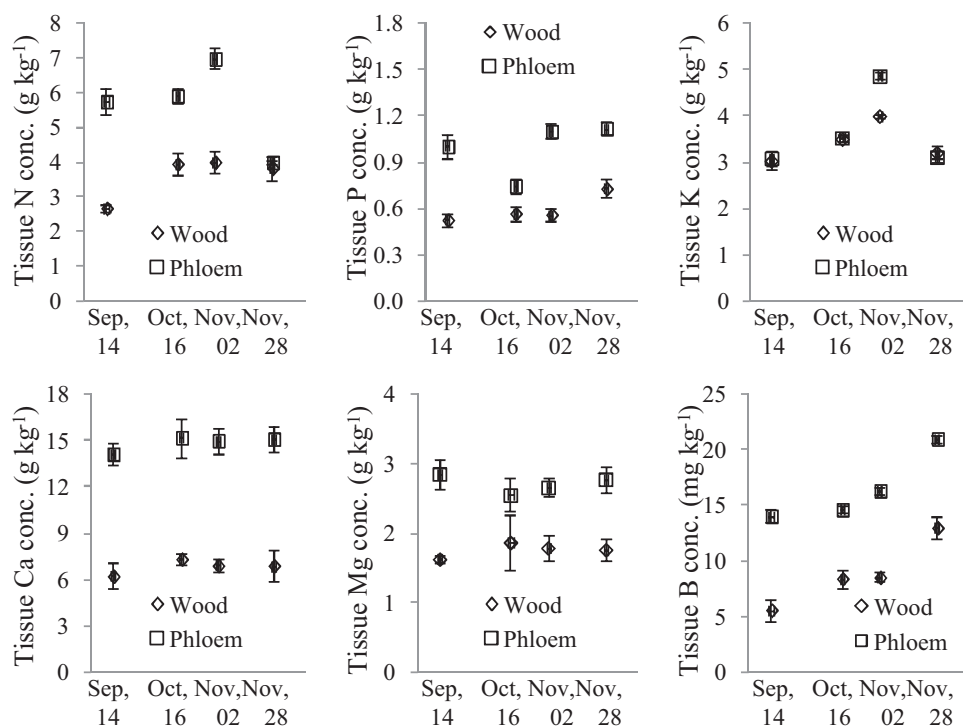 Tissue N conc. (g kg-1)
8
7
6
5
4
3
2
1
0
Wood
Phloem
Sep, Oct, Nov, Nov,
14 16 02 28
Tissue P conc. (g kg-1)
1.8
1.5
1.2
0.9
0.6
0.3
0.0
Wood
Phloem
Sep, Oct, Nov, Nov,
14 16 02 28
Tissue K conc. (g kg-1)
6
5
4
3
2
1
0
Wood
Phloem
Sep, Oct, Nov, Nov,
14 16 02 28
Tissue Ca conc. (g kg-1)
18
15
12
9
6
3
0
Wood
Phloem
Sep, Oct, Nov, Nov,
14 16 02 28
Tissue Mg conc. (g kg-1)
4
3
2
1
0
Wood
Phloem
Sep, Oct, Nov, Nov,
14 16 02 28
Tissue B conc. (mg kg-1)
25
20
15
10
5
0
Wood
Phloem
Sep, Oct, Nov, Nov,
14 16 02 28